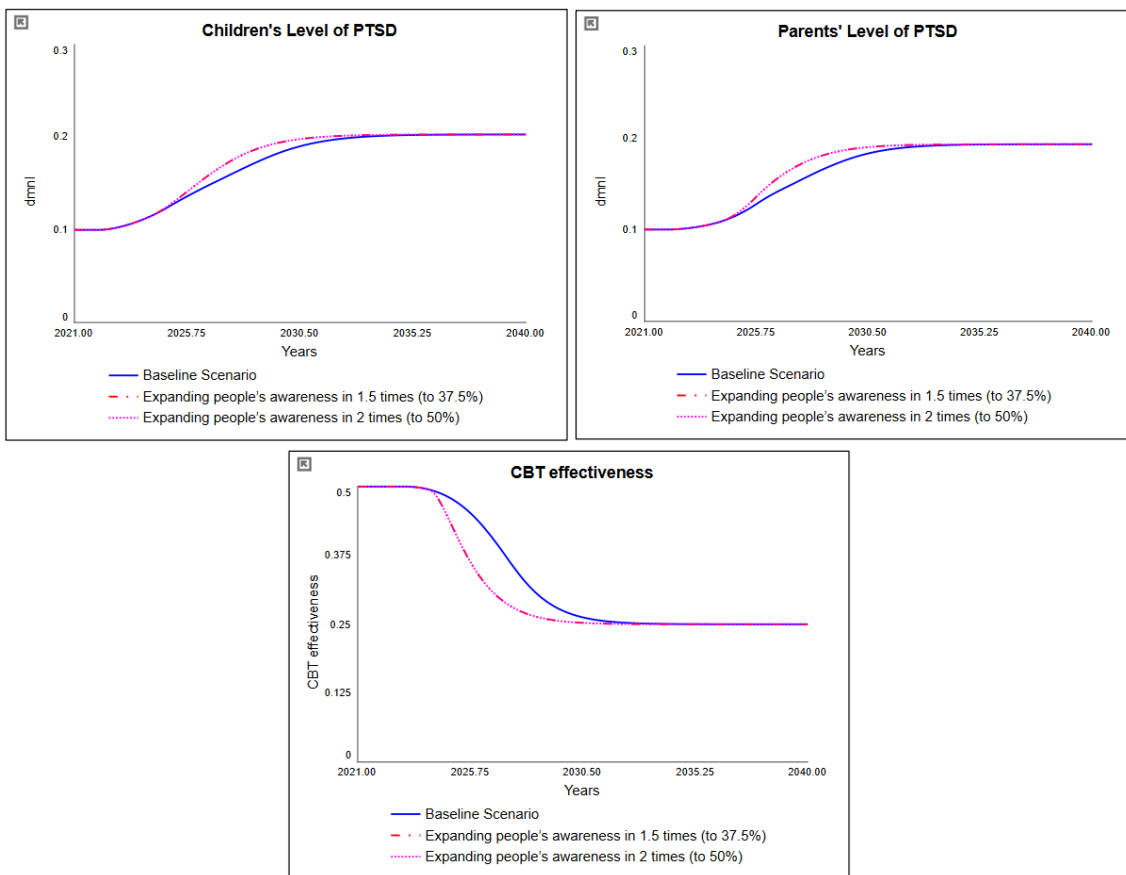 Children's Level of PTSD
0.3
0.2
0.1
0
dmnl
2021.00 2025.75 2030.50 2035.25 2040.00
Years
Baseline Scenario
Expanding people's awareness in 1.5 times (to 37.5%)
Expanding people's awareness in 2 times (to 50%)
Parents' Level of PTSD
0.3
0.2
0.1
0
dmnl
2021.00 2025.75 2030.50 2035.25 2040.00
Years
Baseline Scenario
Expanding people's awareness in 1.5 times (to 37.5%)
Expanding people's awareness in 2 times (to 50%)
CBT effectiveness
0.5
0.375
0.25
0.125
0
CBT effectiveness
2021.00 2025.75 2030.50 2035.25 2040.00
Years
Baseline Scenario
Expanding people's awareness in 1.5 times (to 37.5%)
Expanding people's awareness in 2 times (to 50%)